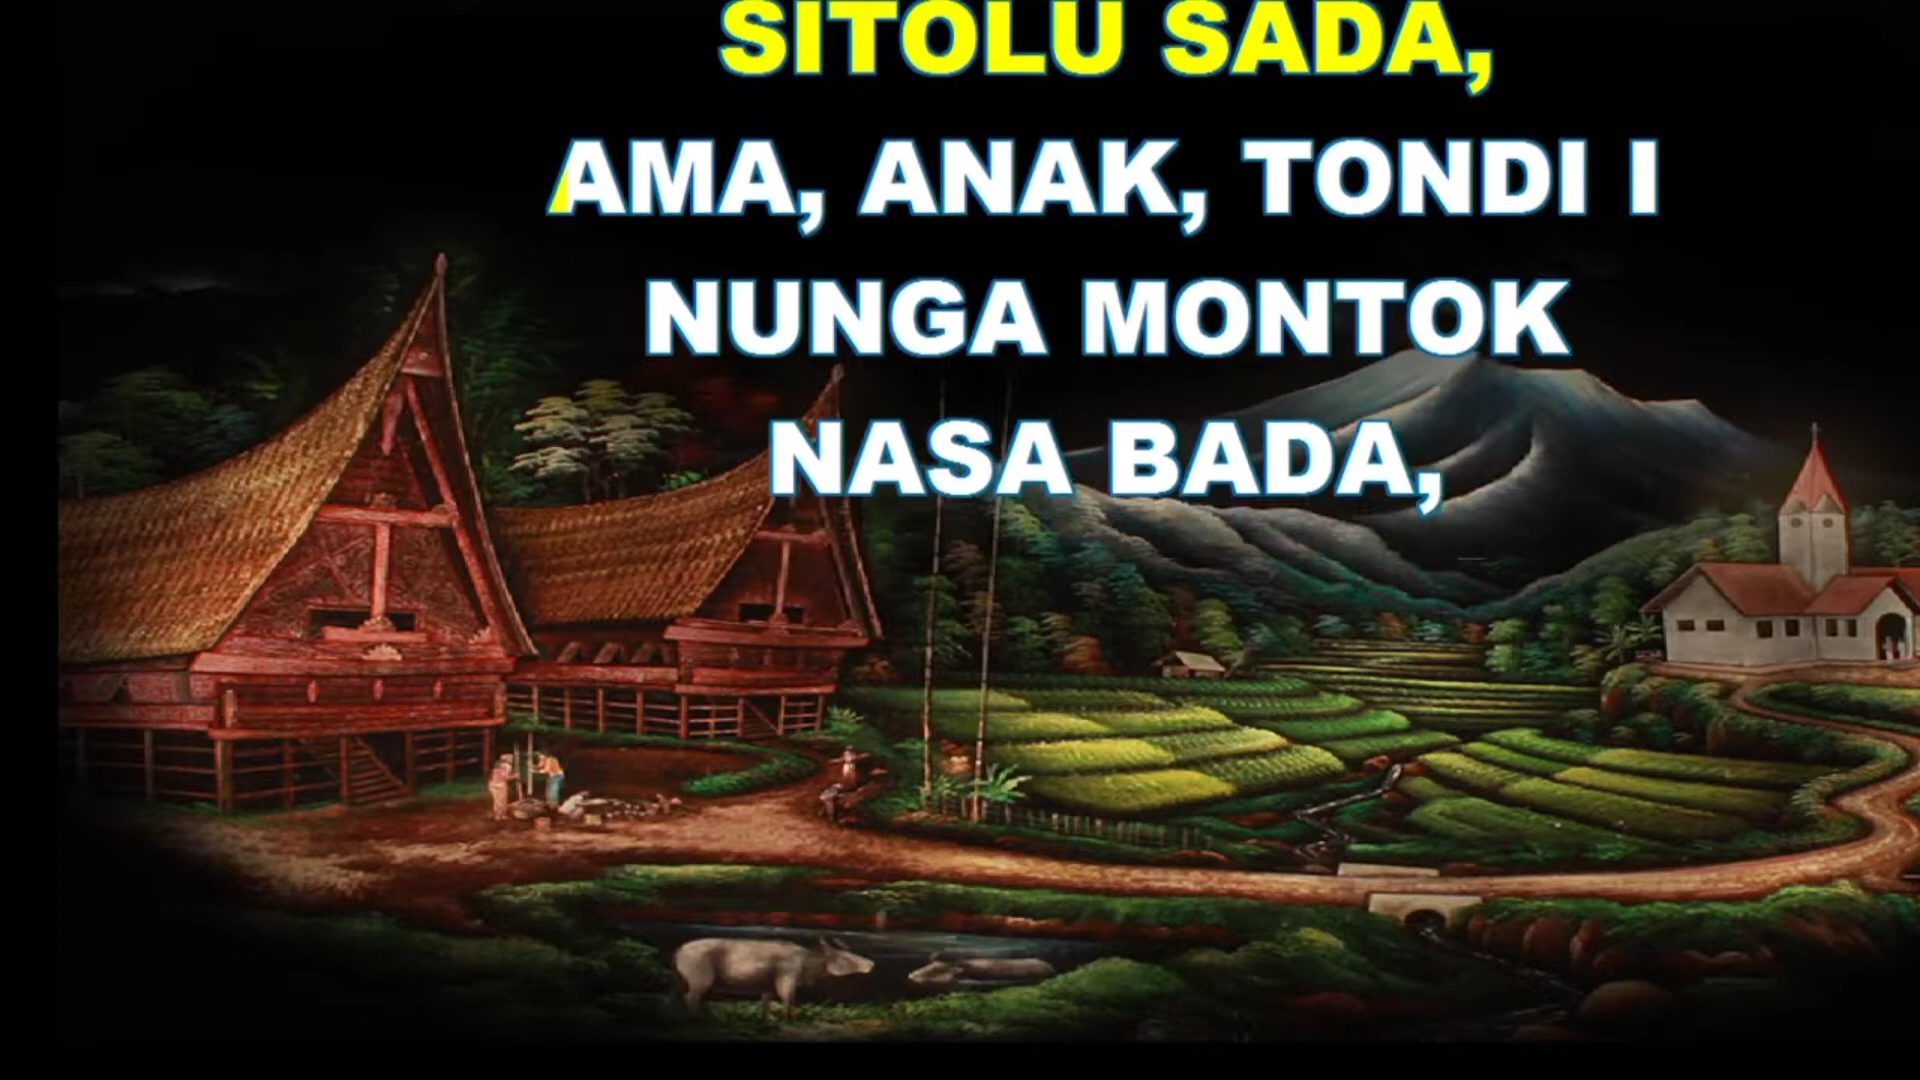 SITOLU SADA,
AMA, ANAK, TONDI I
NUNGA MONTOK
NASA BADA,